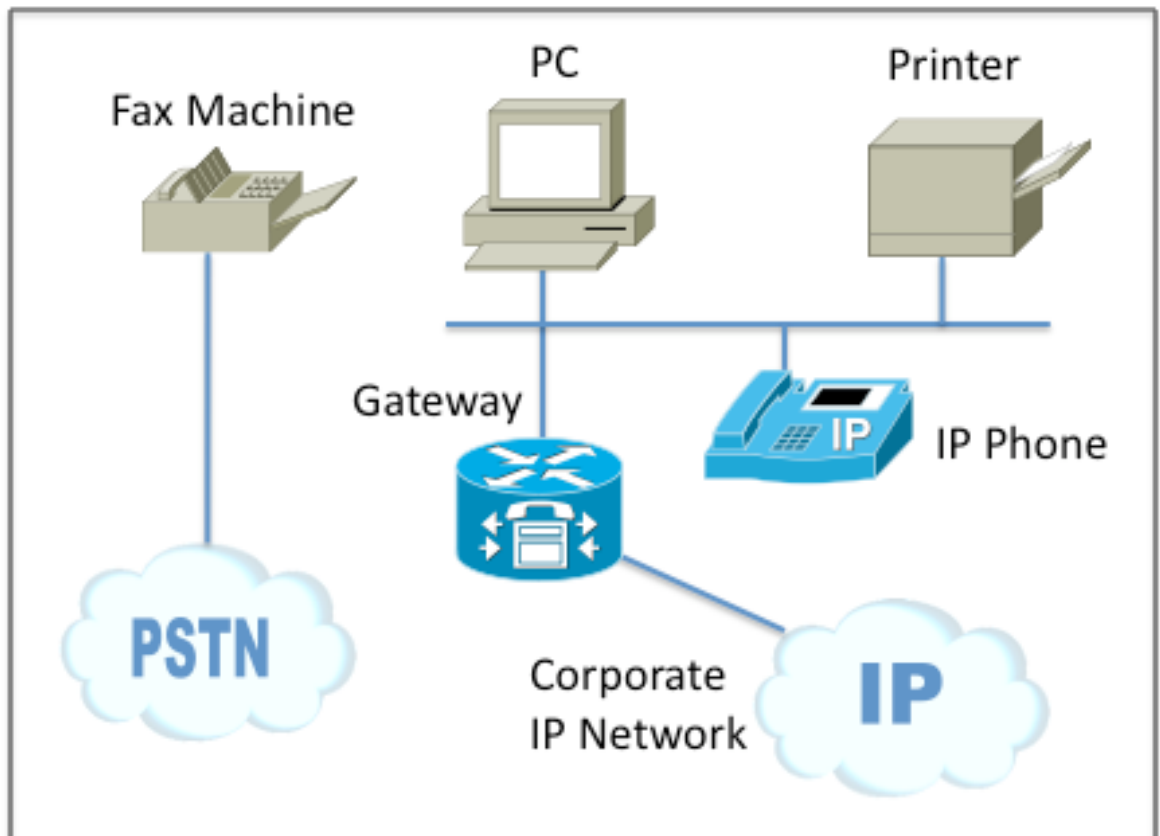 PC
Printer
Fax Machine
Gateway
IP
IP Phone
PSTN
Corporate
IP Network
IP